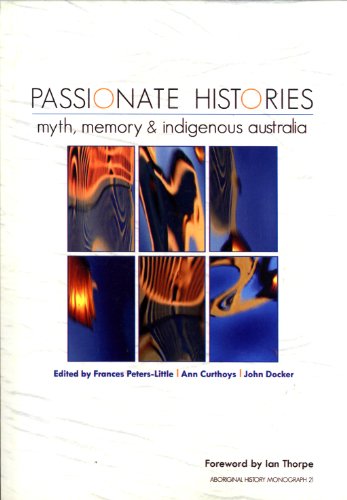 PASSIONATE HISTORIES
myth, memory & indigenous australia
Edited by Frances Peters-Little | Ann Curthoys | John Docker
Foreword by Ian Thorpe
ABORIGINAL HISTORY MONOGRAPH 21